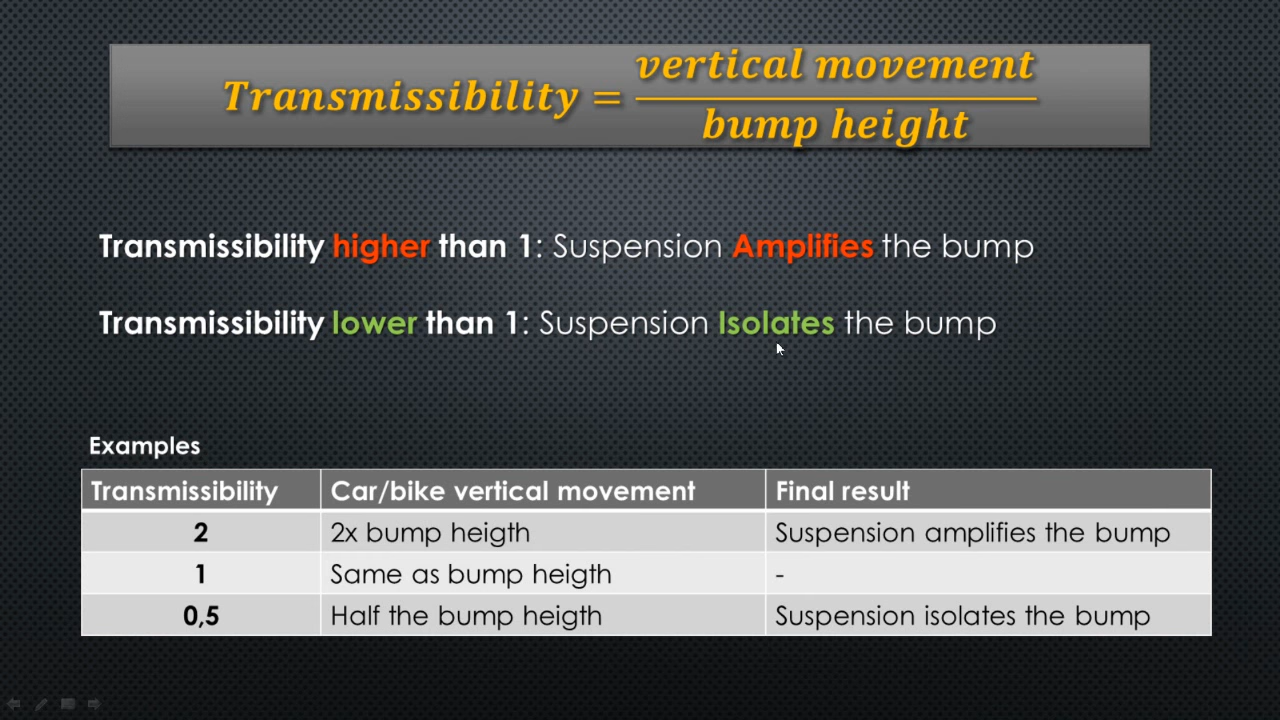 Transmissibility = vertical movement / bump height
Transmissibility higher than 1: Suspension Amplifies the bump
Transmissibility lower than 1: Suspension Isolates the bump
Examples
Transmissibility Car/bike vertical movement Final result
2 2x bump heigth Suspension amplifies the bump
1 Same as bump heigth -
0,5 Half the bump heigth Suspension isolates the bump